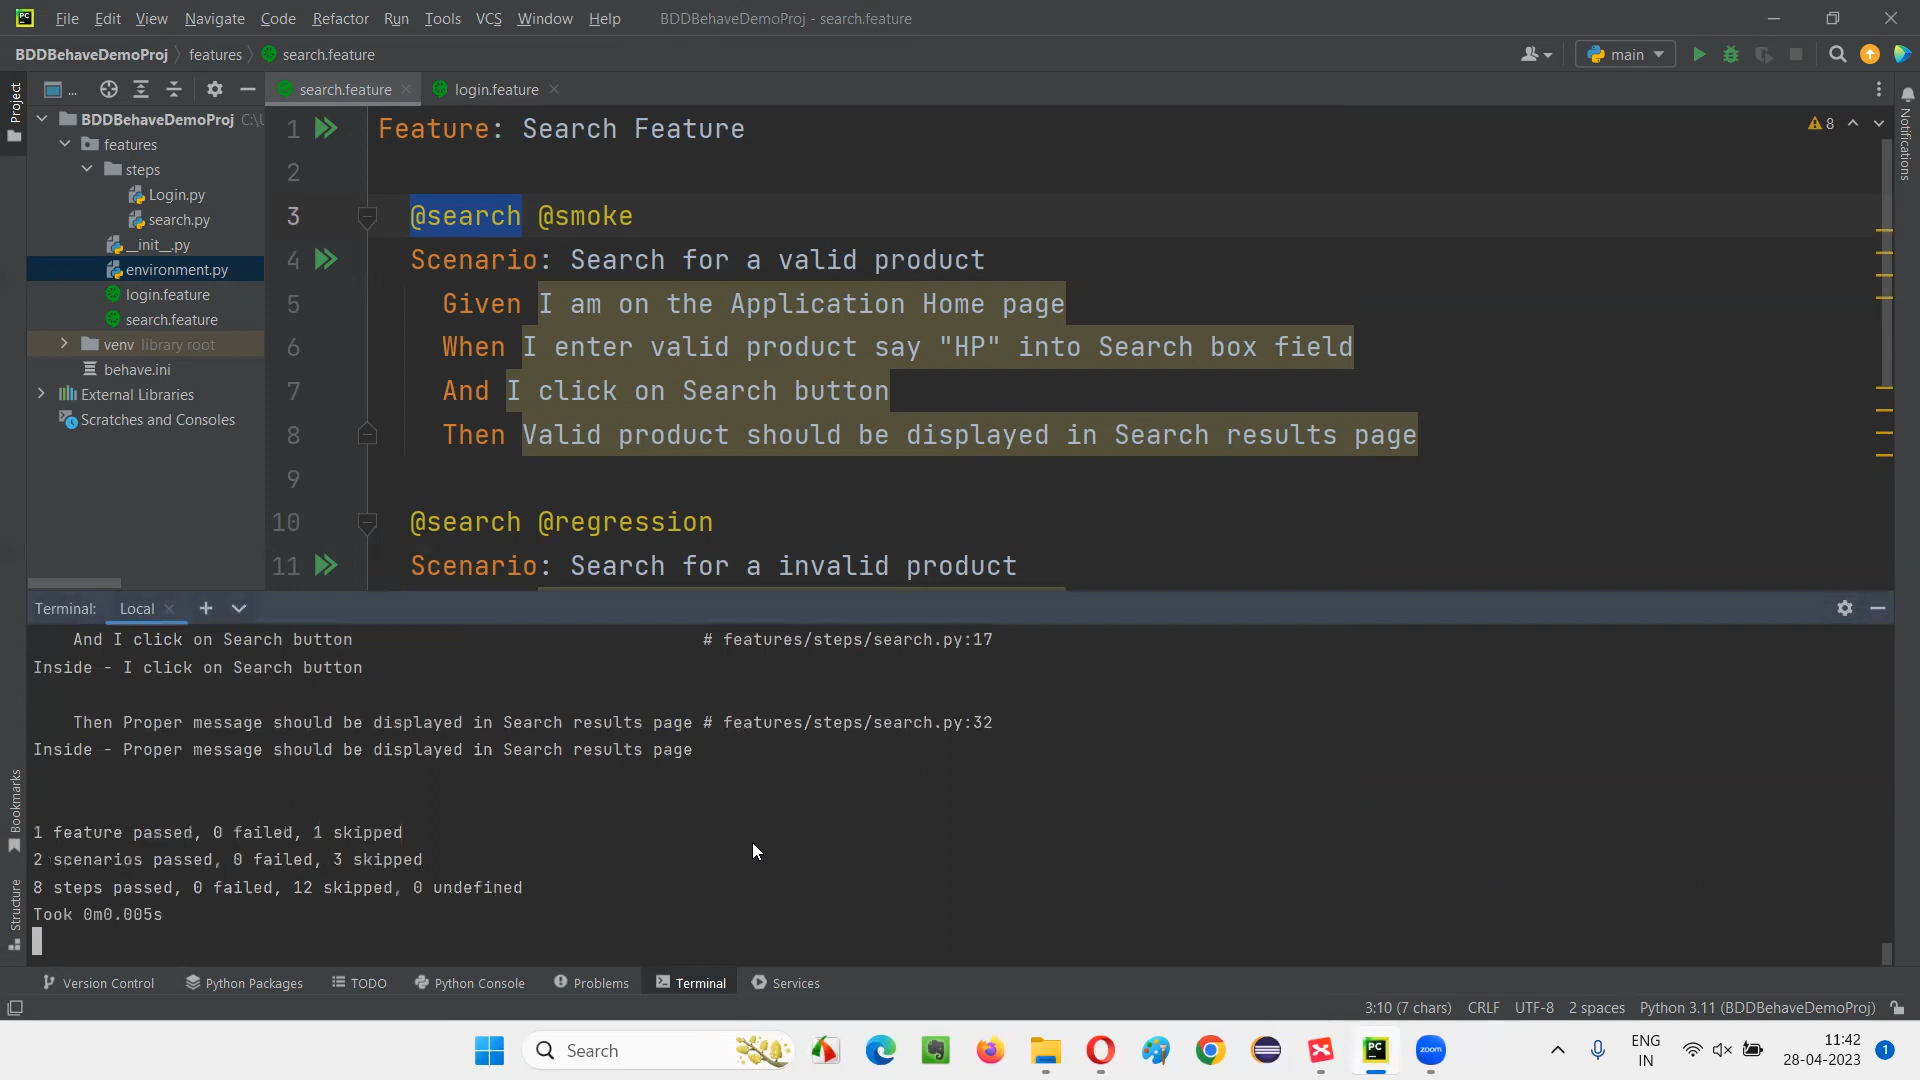 File Edit View Navigate Code Refactor Run Tools VCS Window Help BDDBehaveDemoProj - search.feature
BDDBehaveDemoProj features search.feature main
Project
... search.feature login.feature
BDDBehaveDemoProj C:\U
features
steps
Login.py
search.py
__init__.py
environment.py
login.feature
search.feature
venv library root
behave.ini
External Libraries
Scratches and Consoles
1 Feature: Search Feature
8
2
3 @search @smoke
4 Scenario: Search for a valid product
5 Given I am on the Application Home page
6 When I enter valid product say "HP" into Search box field
7 And I click on Search button
8 Then Valid product should be displayed in Search results page
9
10 @search @regression
11 Scenario: Search for a invalid product
Notifications
Terminal: Local
And I click on Search button # features/steps/search.py:17
Inside - I click on Search button
Then Proper message should be displayed in Search results page # features/steps/search.py:32
Inside - Proper message should be displayed in Search results page
1 feature passed, 0 failed, 1 skipped
2 scenarios passed, 0 failed, 3 skipped
8 steps passed, 0 failed, 12 skipped, 0 undefined
Took 0m0.005s
Bookmarks
Structure
Version Control Python Packages TODO Python Console Problems Terminal Services
3:10 (7 chars) CRLF UTF-8 2 spaces Python 3.11 (BDDBehaveDemoProj)
Search
PC
zoom
ENG
IN
11:42
28-04-2023
1